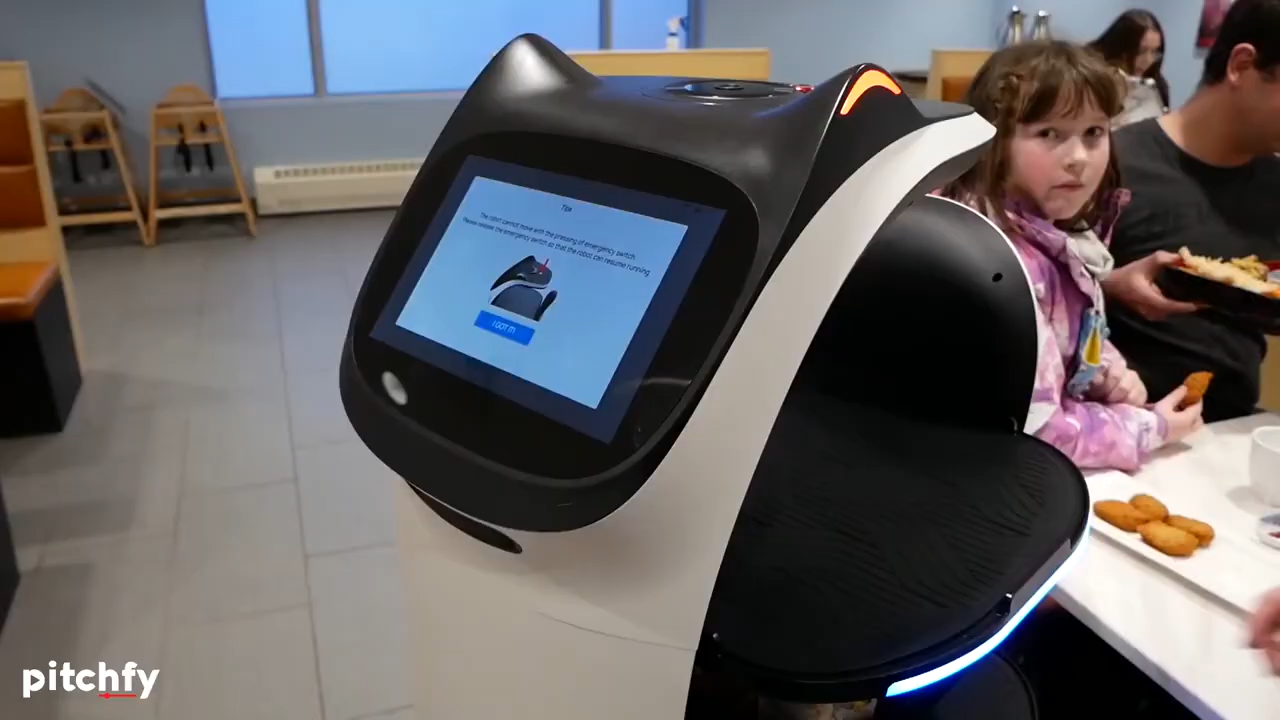 Tips
The robot cannot move with the pressing of emergency switch.
Please release the emergency switch so that the robot can resume running
I GOT IT
pitchfy